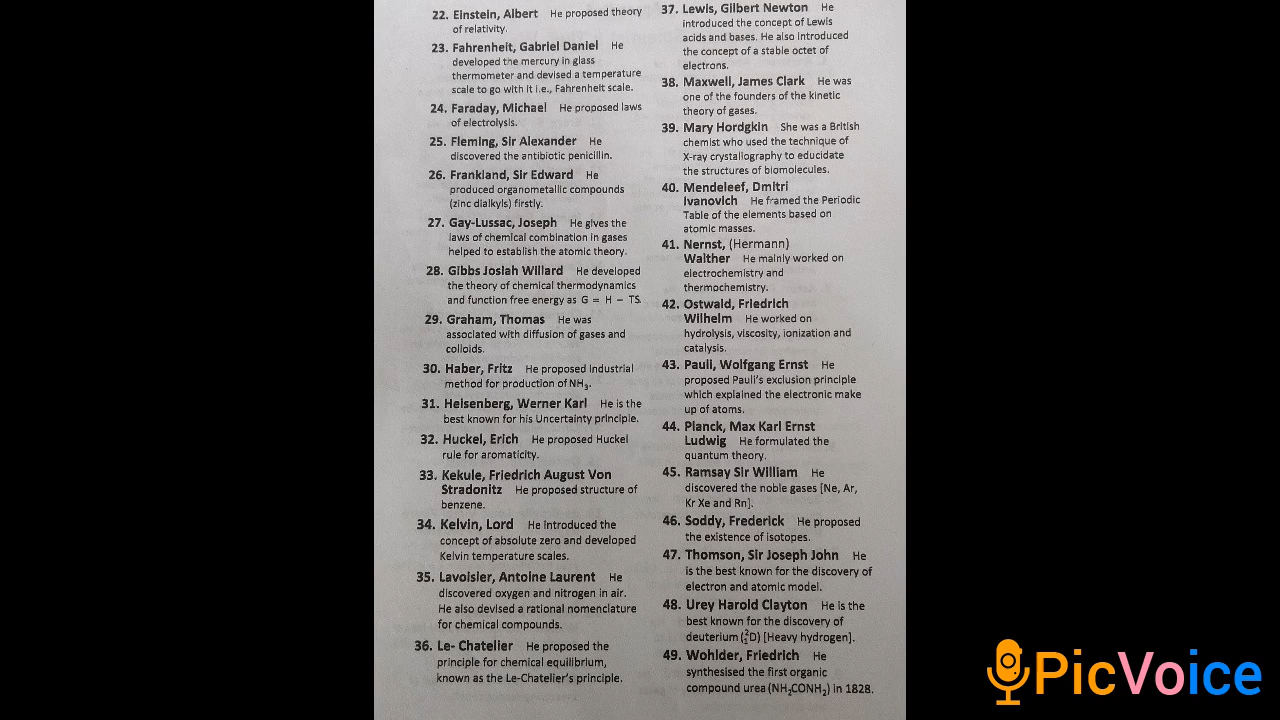 22. Einstein, Albert He proposed theory
of relativity.
23. Fahrenheit, Gabriel Daniel He
developed the mercury in glass
thermometer and devised a temperature
scale to go with it i.e., Fahrenheit scale.
24. Faraday, Michael He proposed laws
of electrolysis.
25. Fleming, Sir Alexander He
discovered the antibiotic penicillin.
26. Frankland, Sir Edward He
produced organometallic compounds
(zinc dialkyls) firstly.
27. Gay-Lussac, Joseph He gives the
laws of chemical combination in gases
helped to establish the atomic theory.
28. Gibbs Josiah Willard He developed
the theory of chemical thermodynamics
and function free energy as G = H − TS.
29. Graham, Thomas He was
associated with diffusion of gases and
colloids.
30. Haber, Fritz He proposed industrial
method for production of NH₃.
31. Heisenberg, Werner Karl He is the
best known for his Uncertainty principle.
32. Huckel, Erich He proposed Huckel
rule for aromaticity.
33. Kekule, Friedrich August Von
Stradonitz He proposed structure of
benzene.
34. Kelvin, Lord He introduced the
concept of absolute zero and developed
Kelvin temperature scales.
35. Lavoisier, Antoine Laurent He
discovered oxygen and nitrogen in air.
He also devised a rational nomenclature
for chemical compounds.
36. Le- Chatelier He proposed the
principle for chemical equilibrium,
known as the Le-Chatelier's principle.
37. Lewis, Gilbert Newton He
introduced the concept of Lewis
acids and bases. He also introduced
the concept of a stable octet of
electrons.
38. Maxwell, James Clark He was
one of the founders of the kinetic
theory of gases.
39. Mary Hordgkin She was a British
chemist who used the technique of
X-ray crystallography to educidate
the structures of biomolecules.
40. Mendeleef, Dmitri
Ivanovich He framed the Periodic
Table of the elements based on
atomic masses.
41. Nernst, (Hermann)
Walther He mainly worked on
electrochemistry and
thermochemistry.
42. Ostwald, Friedrich
Wilhelm He worked on
hydrolysis, viscosity, ionization and
catalysis.
43. Pauli, Wolfgang Ernst He
proposed Pauli's exclusion principle
which explained the electronic make
up of atoms.
44. Planck, Max Karl Ernst
Ludwig He formulated the
quantum theory.
45. Ramsay Sir William He
discovered the noble gases [Ne, Ar,
Kr Xe and Rn].
46. Soddy, Frederick He proposed
the existence of isotopes.
47. Thomson, Sir Joseph John He
is the best known for the discovery of
electron and atomic model.
48. Urey Harold Clayton He is the
best known for the discovery of
deuterium (²₁D) [Heavy hydrogen].
49. Wohlder, Friedrich He
synthesised the first organic
compound urea (NH₂CONH₂) in 1828.
PicVoice